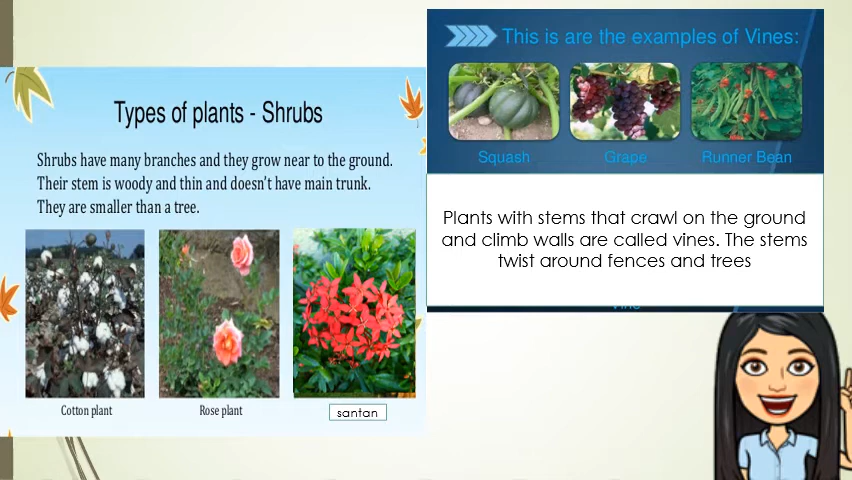 Types of plants - Shrubs
Shrubs have many branches and they grow near to the ground.
Their stem is woody and thin and doesn't have main trunk.
They are smaller than a tree.
Cotton plant
Rose plant
santan
This is are the examples of Vines:
Squash
Grape
Runner Bean
Plants with stems that crawl on the ground
and climb walls are called vines. The stems
twist around fences and trees